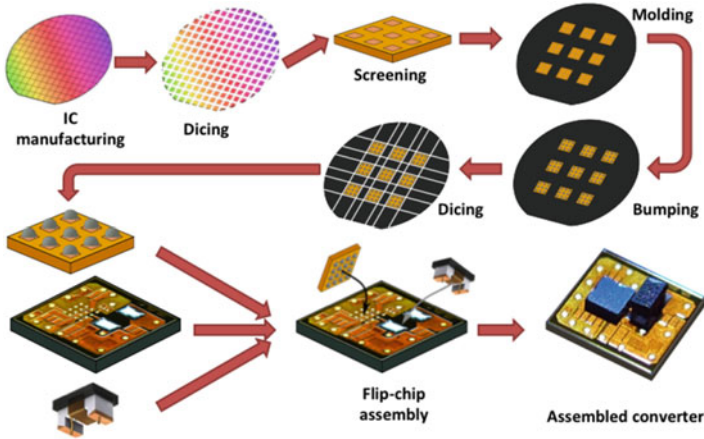 IC
manufacturing
Dicing
Screening
Molding
Bumping
Dicing
Flip-chip
assembly
Assembled converter